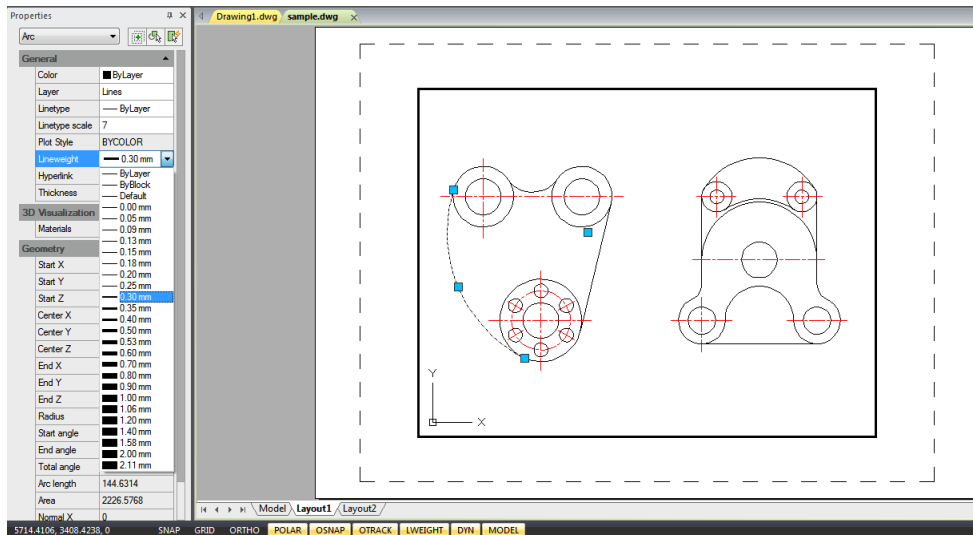 Properties
Drawing1.dwg sample.dwg
Arc
General
Color ByLayer
Layer Lines
Linetype ByLayer
Linetype scale 7
Plot Style BYCOLOR
Lineweight 0.30 mm
Hyperlink
Thickness
3D Visualization
Materials
Geometry
Start X
Start Y
Start Z
Center X
Center Y
Center Z
End X
End Y
End Z
Radius
Start angle
End angle
Total angle
Arc length 144.6314
Area 2226.5768
Normal X 0
ByLayer
ByBlock
Default
0.00 mm
0.05 mm
0.09 mm
0.13 mm
0.15 mm
0.18 mm
0.20 mm
0.25 mm
0.30 mm
0.35 mm
0.40 mm
0.50 mm
0.53 mm
0.60 mm
0.70 mm
0.80 mm
0.90 mm
1.00 mm
1.06 mm
1.20 mm
1.40 mm
1.58 mm
2.00 mm
2.11 mm
Y
X
Model Layout1 Layout2
5714.4106, 3408.4238, 0 SNAP GRID ORTHO POLAR OSNAP OTRACK LWEIGHT DYN MODEL